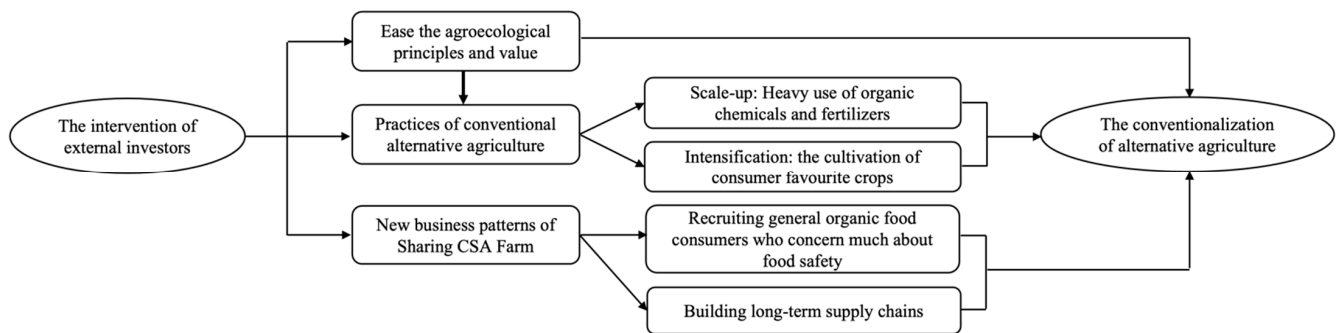 Ease the agroecological
principles and value
The intervention of
external investors
Practices of conventional
alternative agriculture
Scale-up: Heavy use of organic
chemicals and fertilizers
Intensification: the cultivation of
consumer favourite crops
The conventionalization
of alternative agriculture
New business patterns of
Sharing CSA Farm
Recruiting general organic food
consumers who concern much about
food safety
Building long-term supply chains